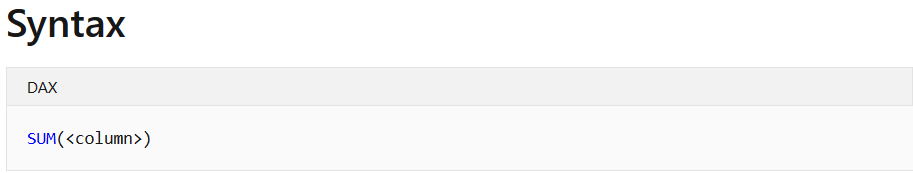 Syntax
DAX
SUM(<column>)